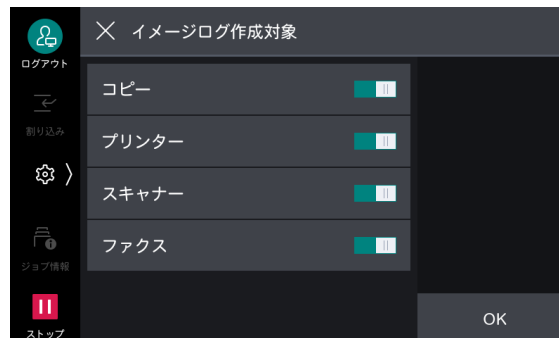 イメージログ作成対象
ログアウト
コピー
割り込み
プリンター
スキャナー
ファクス
ジョブ情報
ストップ
OK